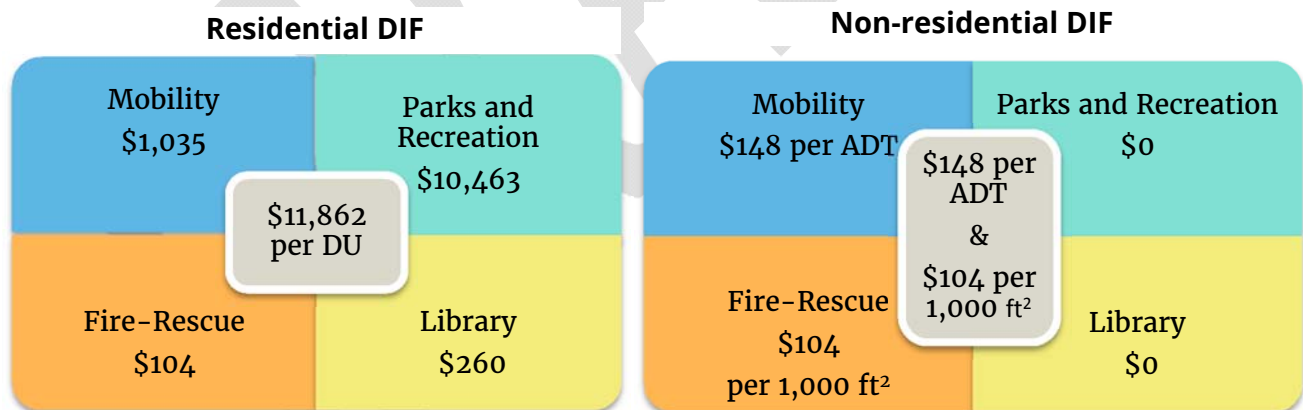 Residential DIF
Mobility
$1,035
Parks and
Recreation
$10,463
$11,862
per DU
Fire-Rescue
$104
Library
$260
Non-residential DIF
Mobility
$148 per ADT
Parks and Recreation
$0
$148 per
ADT
&
$104 per
1,000 ft²
Fire-Rescue
$104
per 1,000 ft²
Library
$0